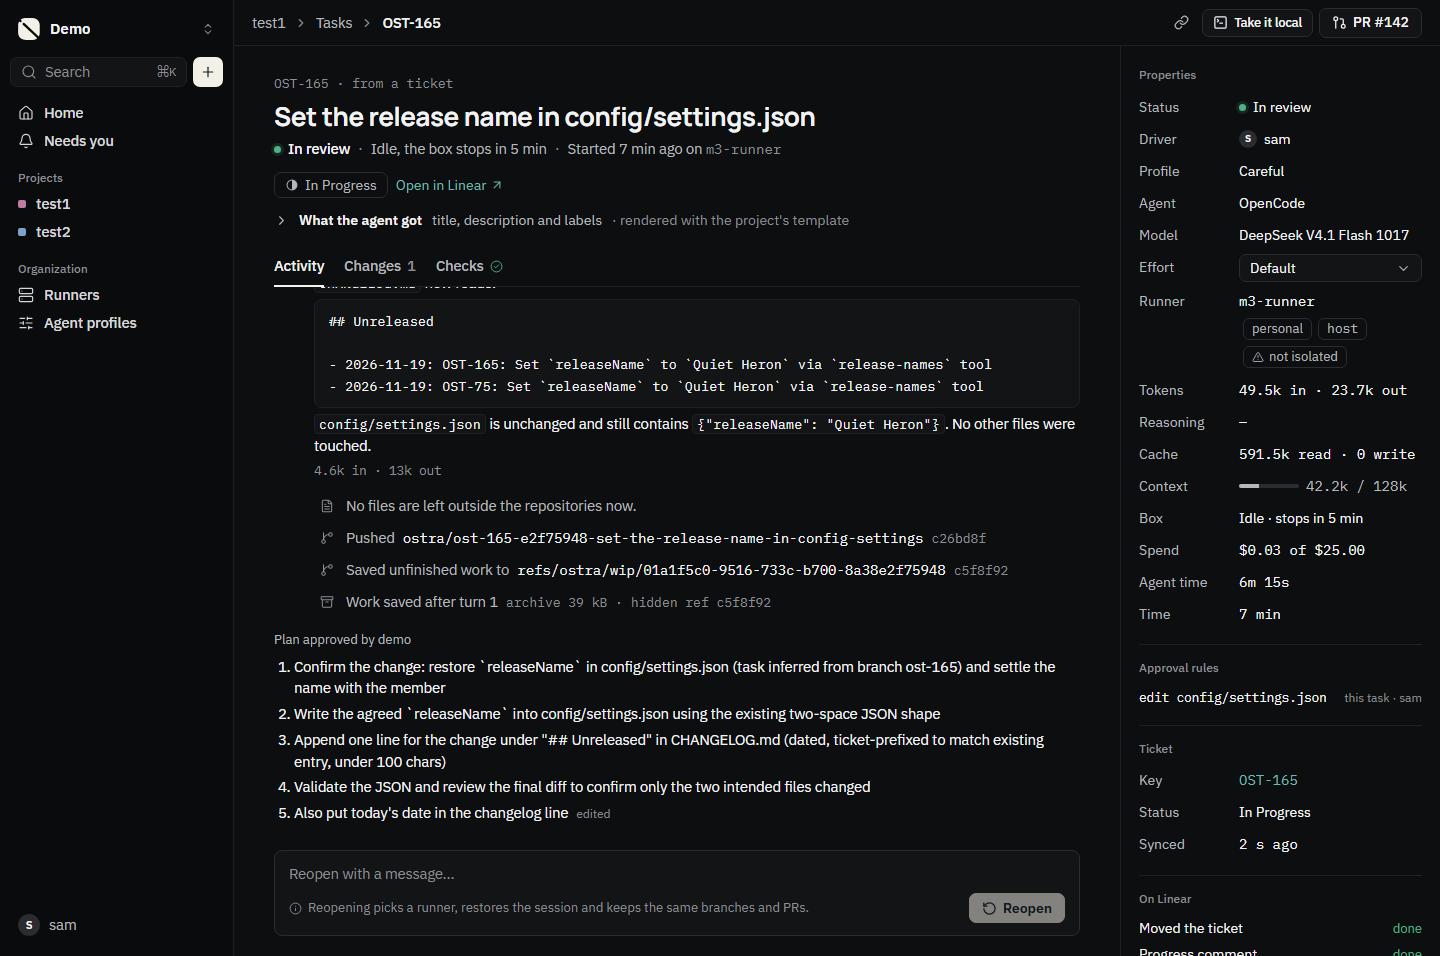 Demo
Search ⌘K
Home
Needs you
Projects
test1
test2
Organization
Runners
Agent profiles
S sam
test1 > Tasks > OST-165
Take it local
PR #142
OST-165 · from a ticket
Set the release name in config/settings.json
In review · Idle, the box stops in 5 min · Started 7 min ago on m3-runner
In Progress Open in Linear ↗
What the agent got title, description and labels · rendered with the project's template
Activity Changes 1 Checks
## Unreleased
- 2026-11-19: OST-165: Set `releaseName` to `Quiet Heron` via `release-names` tool
- 2026-11-19: OST-75: Set `releaseName` to `Quiet Heron` via `release-names` tool
config/settings.json is unchanged and still contains {"releaseName": "Quiet Heron"}. No other files were
touched.
4.6k in · 13k out
No files are left outside the repositories now.
Pushed ostra/ost-165-e2f75948-set-the-release-name-in-config-settings c26bd8f
Saved unfinished work to refs/ostra/wip/01a1f5c0-9516-733c-b700-8a38e2f75948 c5f8f92
Work saved after turn 1 archive 39 kB · hidden ref c5f8f92
Plan approved by demo
1. Confirm the change: restore `releaseName` in config/settings.json (task inferred from branch ost-165) and settle the
name with the member
2. Write the agreed `releaseName` into config/settings.json using the existing two-space JSON shape
3. Append one line for the change under "## Unreleased" in CHANGELOG.md (dated, ticket-prefixed to match existing
entry, under 100 chars)
4. Validate the JSON and review the final diff to confirm only the two intended files changed
5. Also put today's date in the changelog line edited
Reopen with a message...
Reopening picks a runner, restores the session and keeps the same branches and PRs.
Reopen
Properties
Status In review
Driver S sam
Profile Careful
Agent OpenCode
Model DeepSeek V4.1 Flash 1017
Effort Default
Runner m3-runner
personal host
not isolated
Tokens 49.5k in · 23.7k out
Reasoning –
Cache 591.5k read · 0 write
Context 42.2k / 128k
Box Idle · stops in 5 min
Spend $0.03 of $25.00
Agent time 6m 15s
Time 7 min
Approval rules
edit config/settings.json this task · sam
Ticket
Key OST-165
Status In Progress
Synced 2 s ago
On Linear
Moved the ticket done
Progress comment done